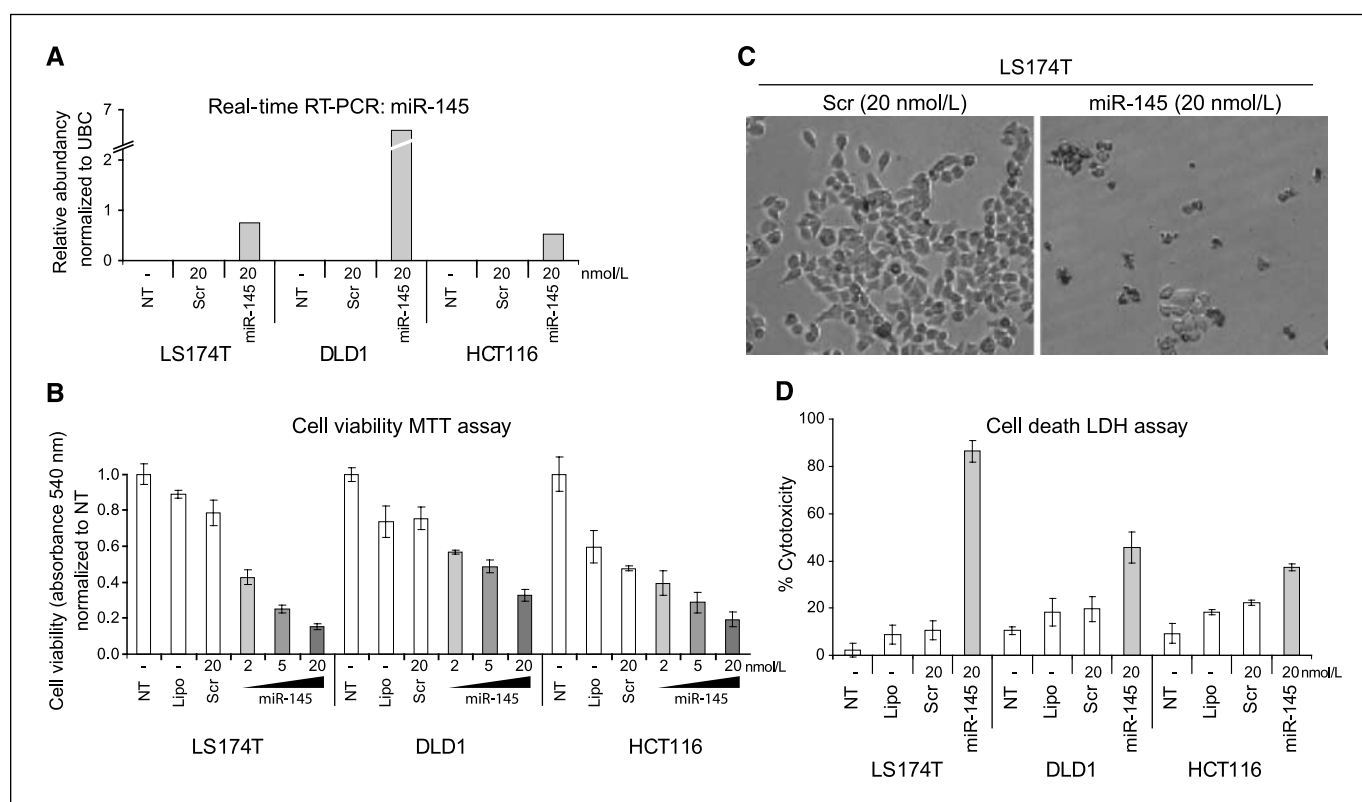 A
Real-time RT-PCR: miR-145
Relative abundancy
normalized to UBC
7
2
1
0
- 20 20 - 20 20 - 20 20 nmol/L
NT Scr miR-145 NT Scr miR-145 NT Scr miR-145
LS174T DLD1 HCT116
B
Cell viability MTT assay
Cell viability (absorbance 540 nm)
normalized to NT
1.0
0.8
0.6
0.4
0.2
0.0
- - 20 2 5 20 - - 20 2 5 20 - - 20 2 5 20 nmol/L
NT Lipo Scr miR-145 NT Lipo Scr miR-145 NT Lipo Scr miR-145
LS174T DLD1 HCT116
C
LS174T
Scr (20 nmol/L) miR-145 (20 nmol/L)
D
Cell death LDH assay
% Cytotoxicity
100
80
60
40
20
0
- - 20 20 - - 20 20 - - 20 20 nmol/L
NT Lipo Scr miR-145 NT Lipo Scr miR-145 NT Lipo Scr miR-145
LS174T DLD1 HCT116